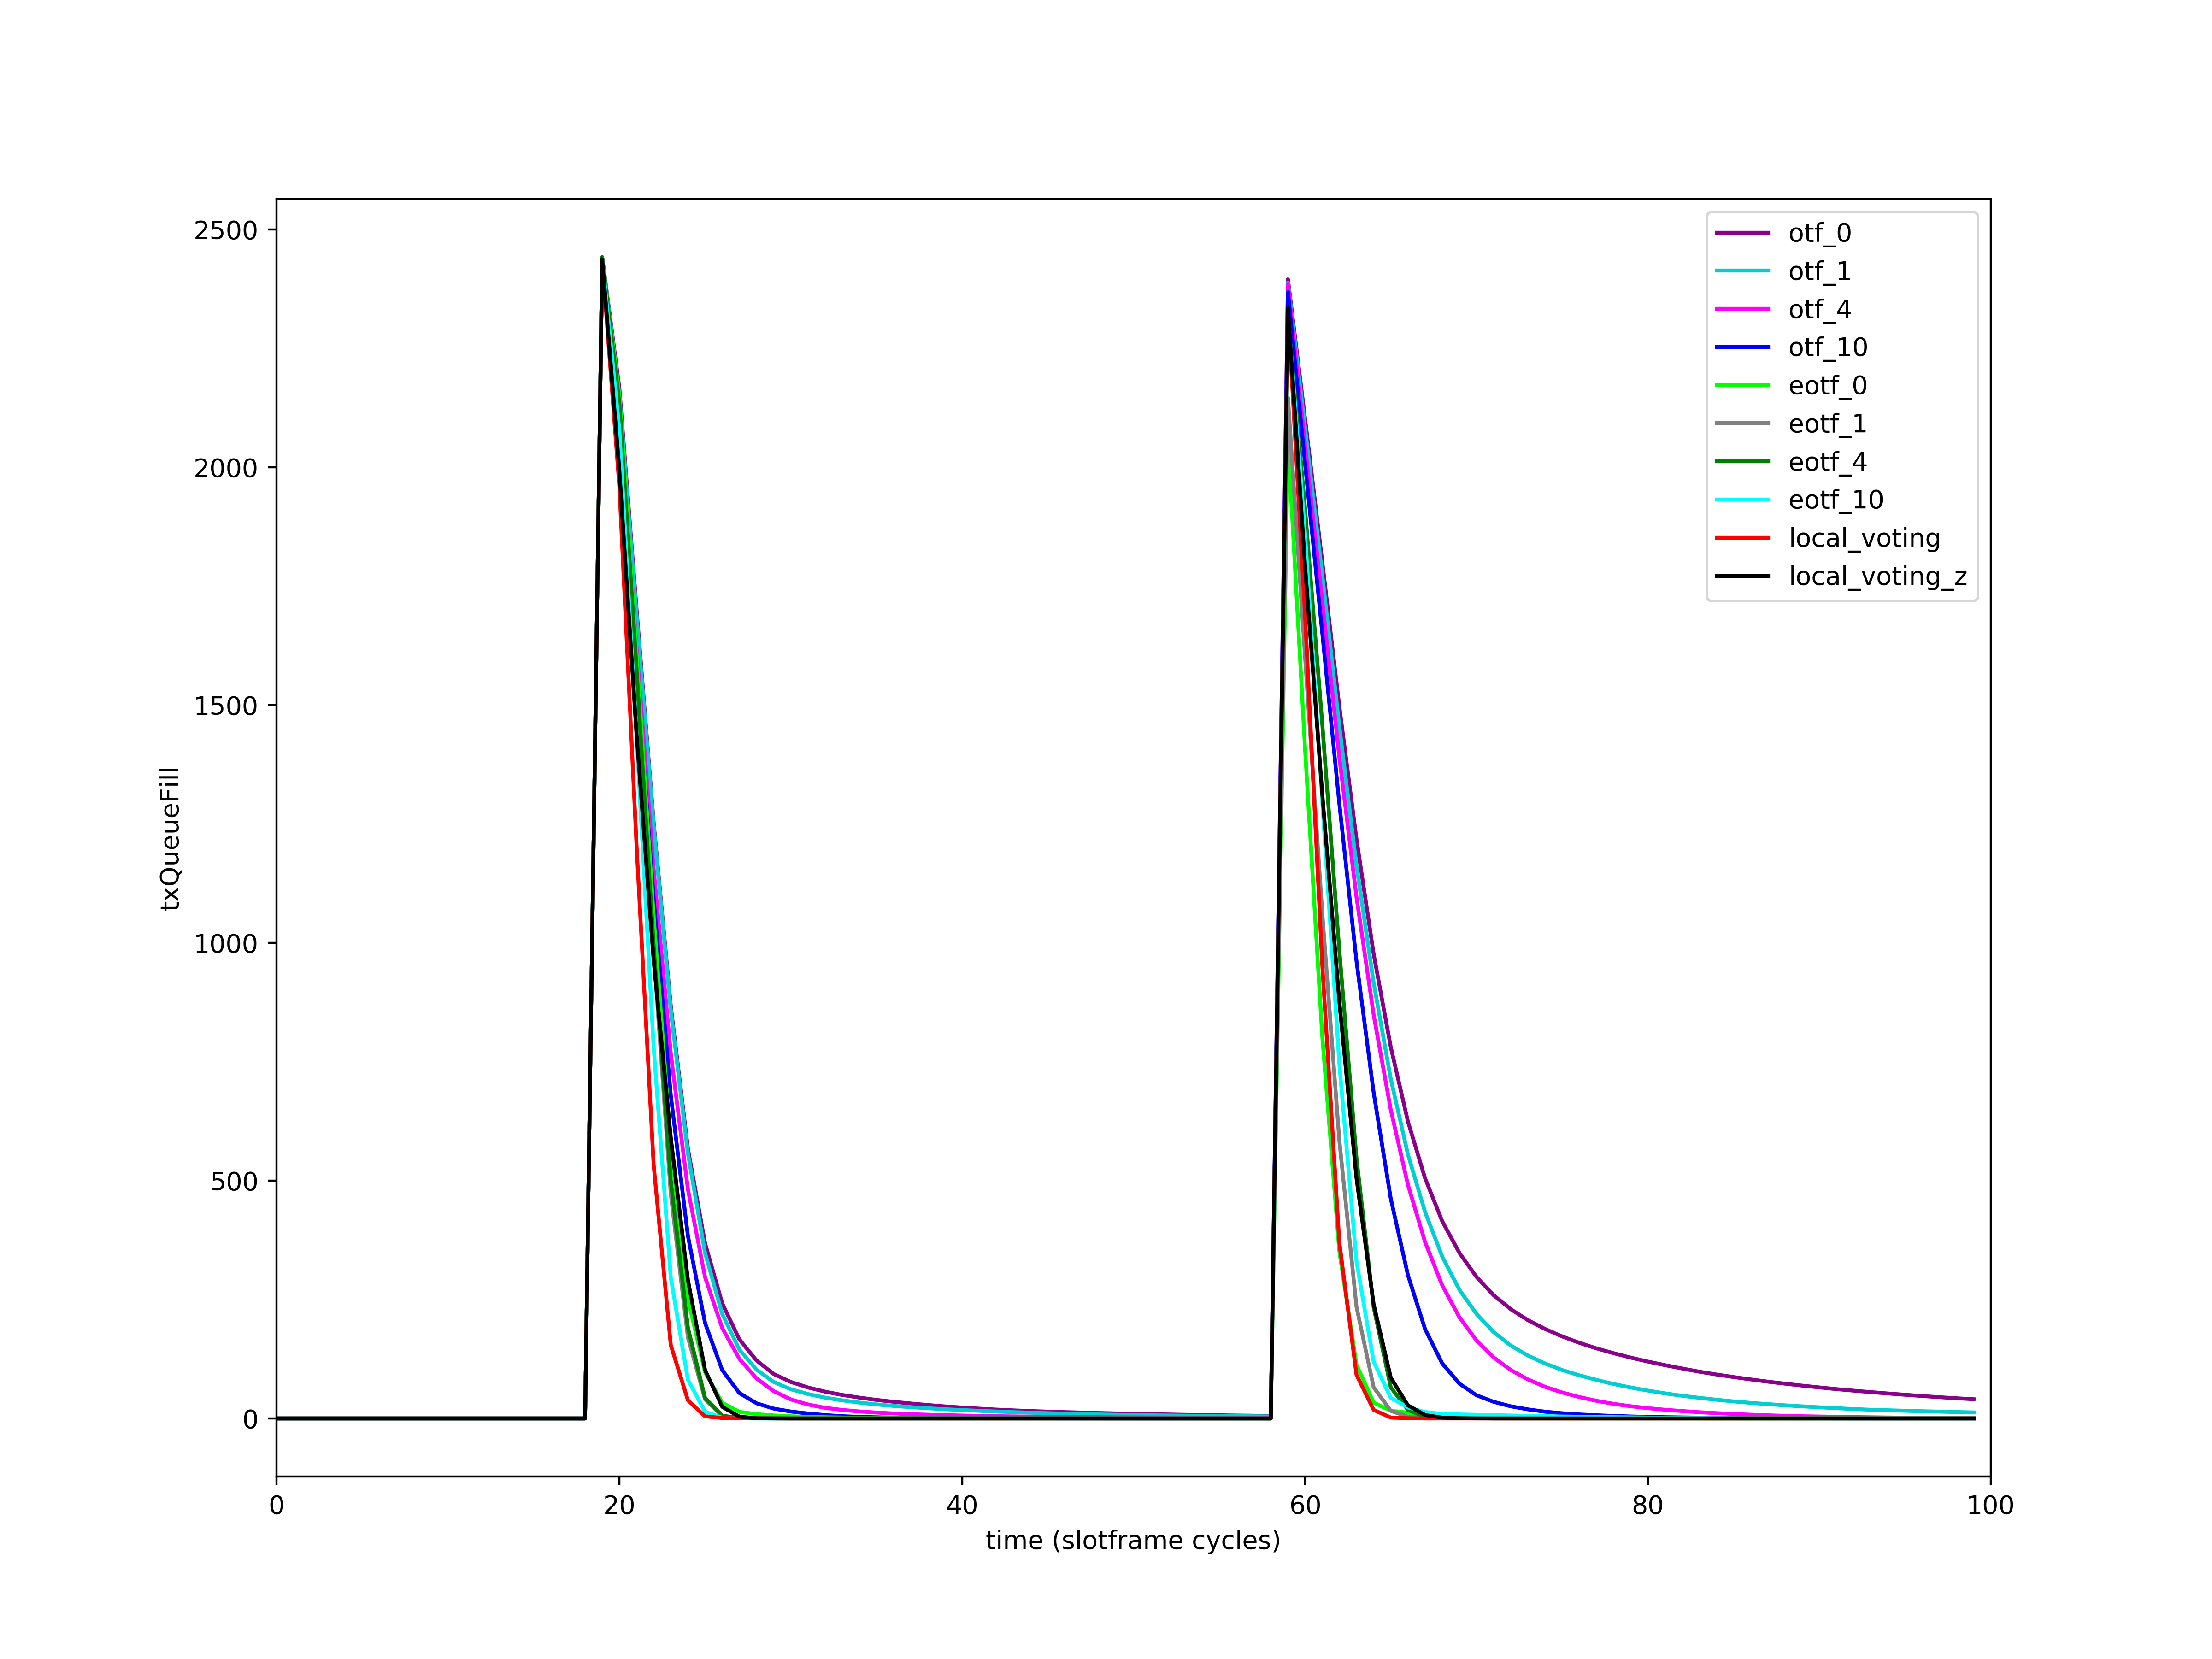 2500
2000
1500
1000
500
0
txQueueFill
0 20 40 60 80 100
time (slotframe cycles)
otf_0
otf_1
otf_4
otf_10
eotf_0
eotf_1
eotf_4
eotf_10
local_voting
local_voting_z